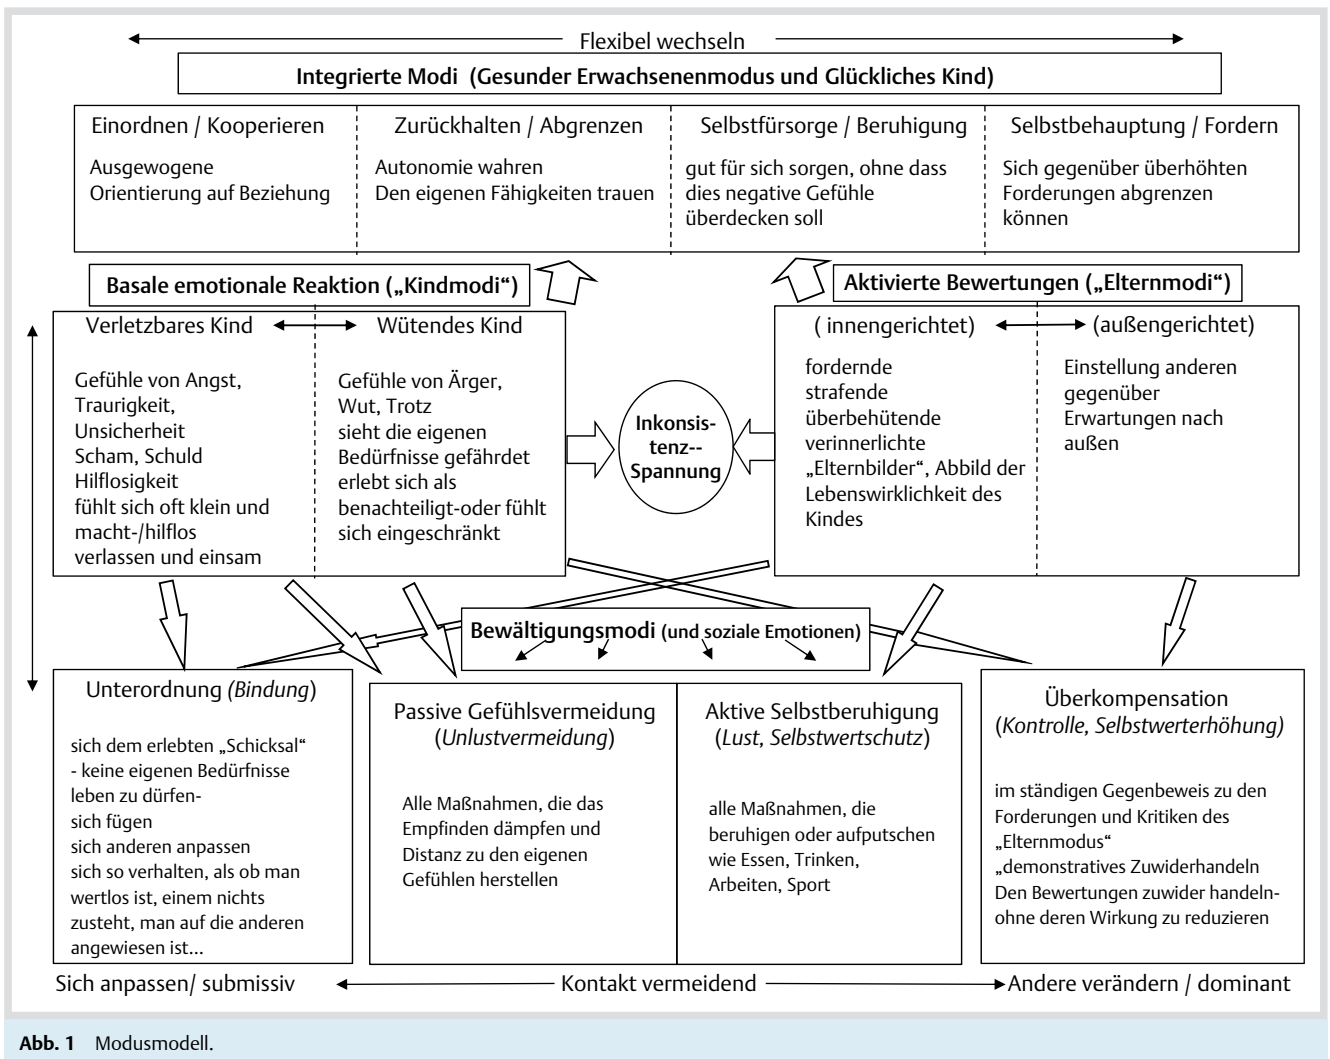 Flexibel wechseln
Integrierte Modi (Gesunder Erwachsenenmodus und Glückliches Kind)
Einordnen / Kooperieren
Ausgewogene
Orientierung auf Beziehung
Zurückhalten / Abgrenzen
Autonomie wahren
Den eigenen Fähigkeiten trauen
Selbstfürsorge / Beruhigung
gut für sich sorgen, ohne dass
dies negative Gefühle
überdecken soll
Selbstbehauptung / Fordern
Sich gegenüber überhöhten
Forderungen abgrenzen
können
Basale emotionale Reaktion („Kindmodi“)
Verletzbares Kind
Gefühle von Angst,
Traurigkeit,
Unsicherheit
Scham, Schuld
Hilflosigkeit
fühlt sich oft klein und
macht-/hilflos
verlassen und einsam
Wütendes Kind
Gefühle von Ärger,
Wut, Trotz
sieht die eigenen
Bedürfnisse gefährdet
erlebt sich als
benachteiligt-oder fühlt
sich eingeschränkt
Inkonsis-
tenz--
Spannung
Aktivierte Bewertungen („Elternmodi“)
( innengerichtet)
fordernde
strafende
überbehütende
verinnerlichte
„Elternbilder“, Abbild der
Lebenswirklichkeit des
Kindes
(außengerichtet)
Einstellung anderen
gegenüber
Erwartungen nach
außen
Bewältigungsmodi (und soziale Emotionen)
Unterordnung (Bindung)
sich dem erlebten „Schicksal“
- keine eigenen Bedürfnisse
leben zu dürfen-
sich fügen
sich anderen anpassen
sich so verhalten, als ob man
wertlos ist, einem nichts
zusteht, man auf die anderen
angewiesen ist...
Passive Gefühlsvermeidung
(Unlustvermeidung)
Alle Maßnahmen, die das
Empfinden dämpfen und
Distanz zu den eigenen
Gefühlen herstellen
Aktive Selbstberuhigung
(Lust, Selbstwertschutz)
alle Maßnahmen, die
beruhigen oder aufputschen
wie Essen, Trinken,
Arbeiten, Sport
Überkompensation
(Kontrolle, Selbstwerterhöhung)
im ständigen Gegenbeweis zu den
Forderungen und Kritiken des
„Elternmodus“
„demonstratives Zuwiderhandeln
Den Bewertungen zuwider handeln-
ohne deren Wirkung zu reduzieren
Sich anpassen/ submissiv
Kontakt vermeidend
Andere verändern / dominant
Abb. 1 Modusmodell.